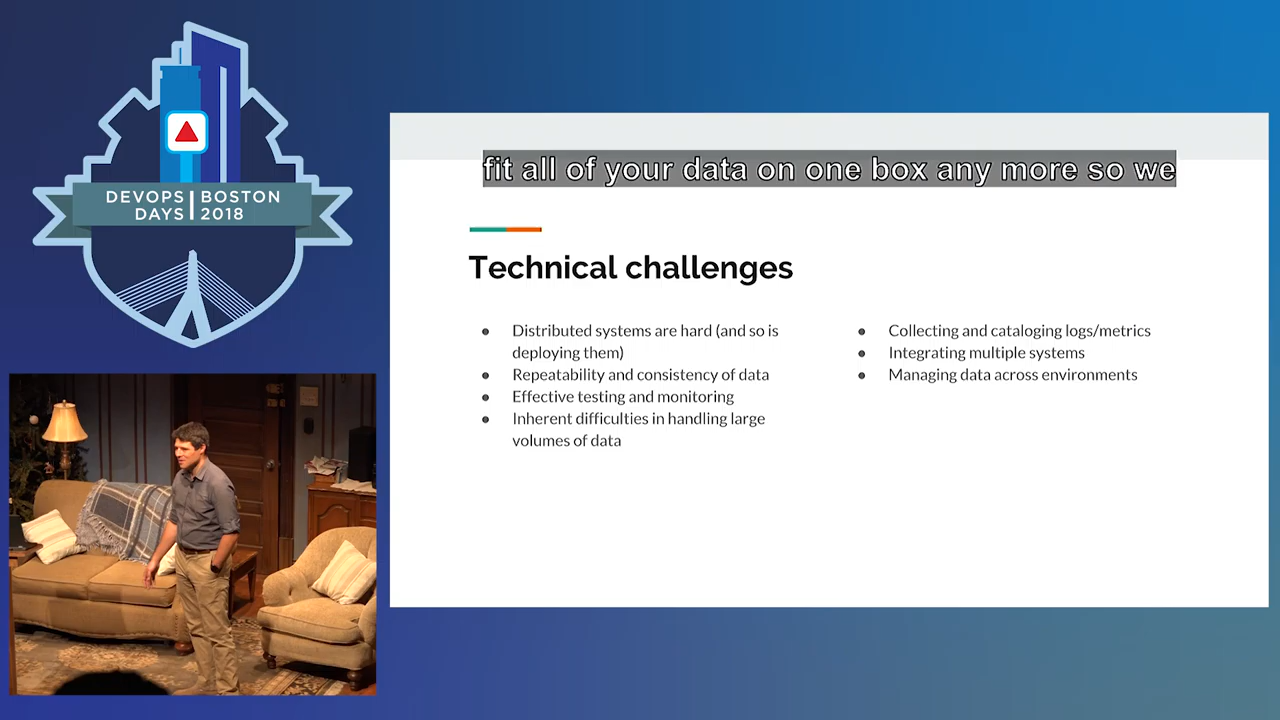 DEVOPS BOSTON
DAYS 2018
fit all of your data on one box any more so we
Technical challenges
● Distributed systems are hard (and so is
deploying them)
● Repeatability and consistency of data
● Effective testing and monitoring
● Inherent difficulties in handling large
volumes of data
● Collecting and cataloging logs/metrics
● Integrating multiple systems
● Managing data across environments